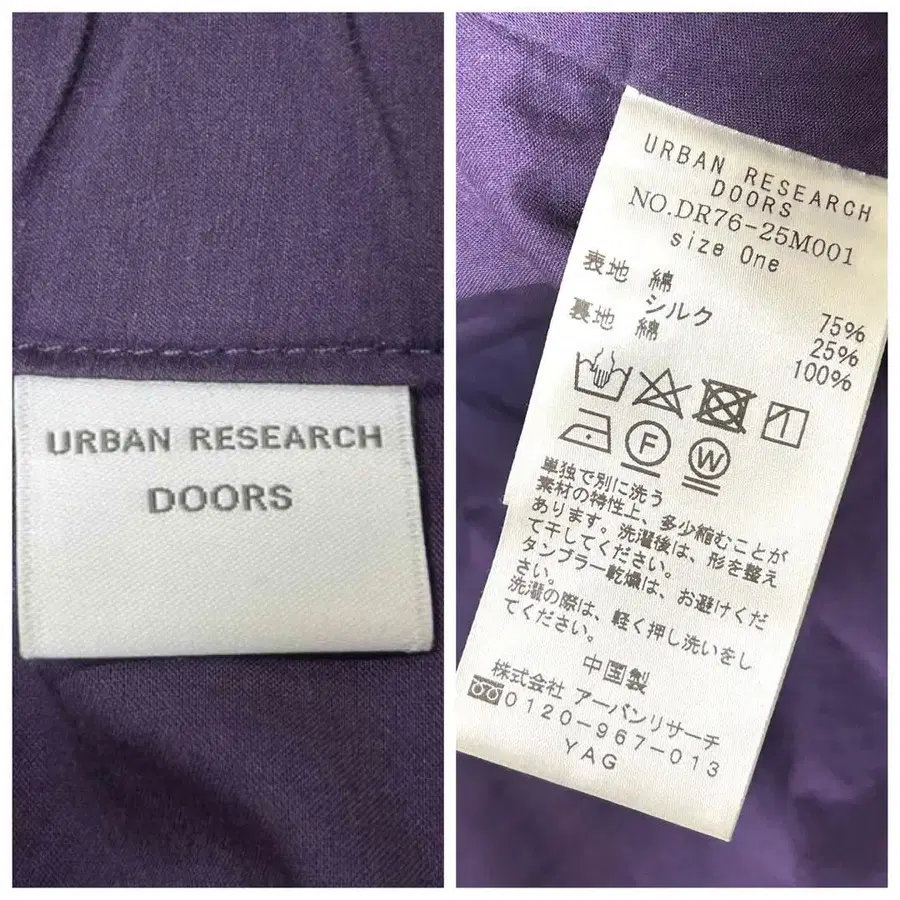 URBAN RESEARCH
DOORS
URBAN RESEARCH
DOORS
NO.DR76-25M001
size One
表地 綿 75%
シルク 25%
裏地 綿 100%
F
W
単独で別に洗う
素材の特性上、多少縮むことが
あります。洗濯後は、形を整え
て干してください。
タンブラー乾燥は、お避けくだ
さい。
洗濯の際は、軽く押し洗いをし
てください。
中国製
株式会社 アーバンリサーチ
0120-967-013
YAG